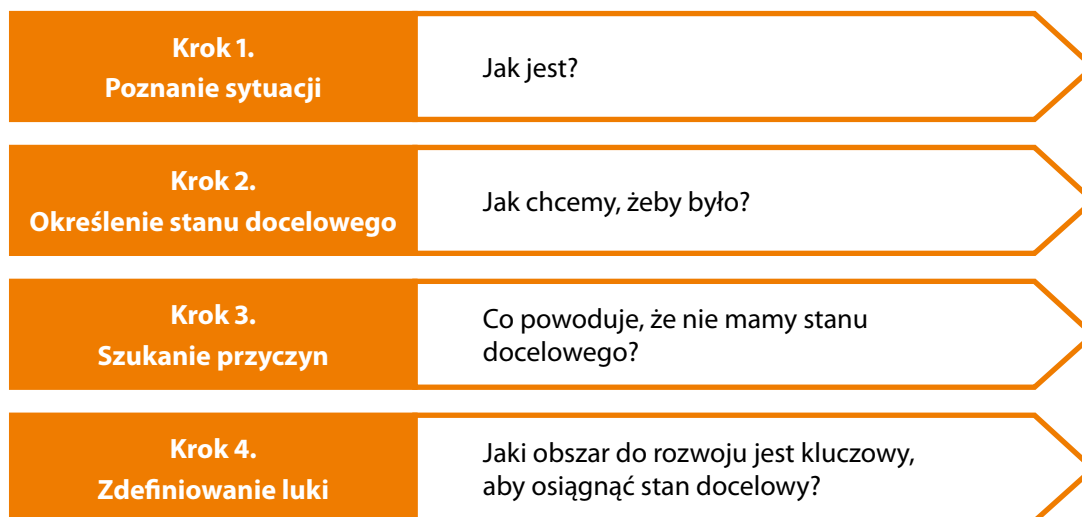 Krok 1.
Poznanie sytuacji
Jak jest?
Krok 2.
Określenie stanu docelowego
Jak chcemy, żeby było?
Krok 3.
Szukanie przyczyn
Co powoduje, że nie mamy stanu
docelowego?
Krok 4.
Zdefiniowanie luki
Jaki obszar do rozwoju jest kluczowy,
aby osiągnąć stan docelowy?